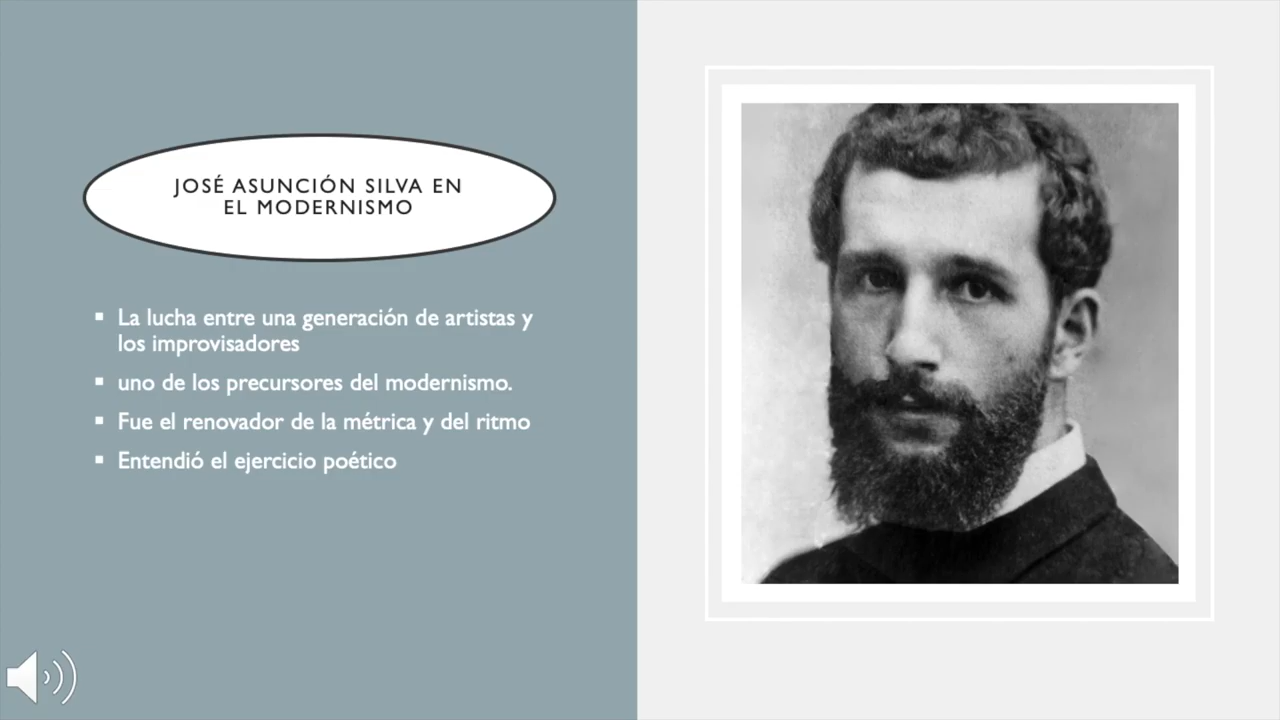 JOSÉ ASUNCIÓN SILVA EN
EL MODERNISMO
▪ La lucha entre una generación de artistas y
los improvisadores
▪ uno de los precursores del modernismo.
▪ Fue el renovador de la métrica y del ritmo
▪ Entendió el ejercicio poético